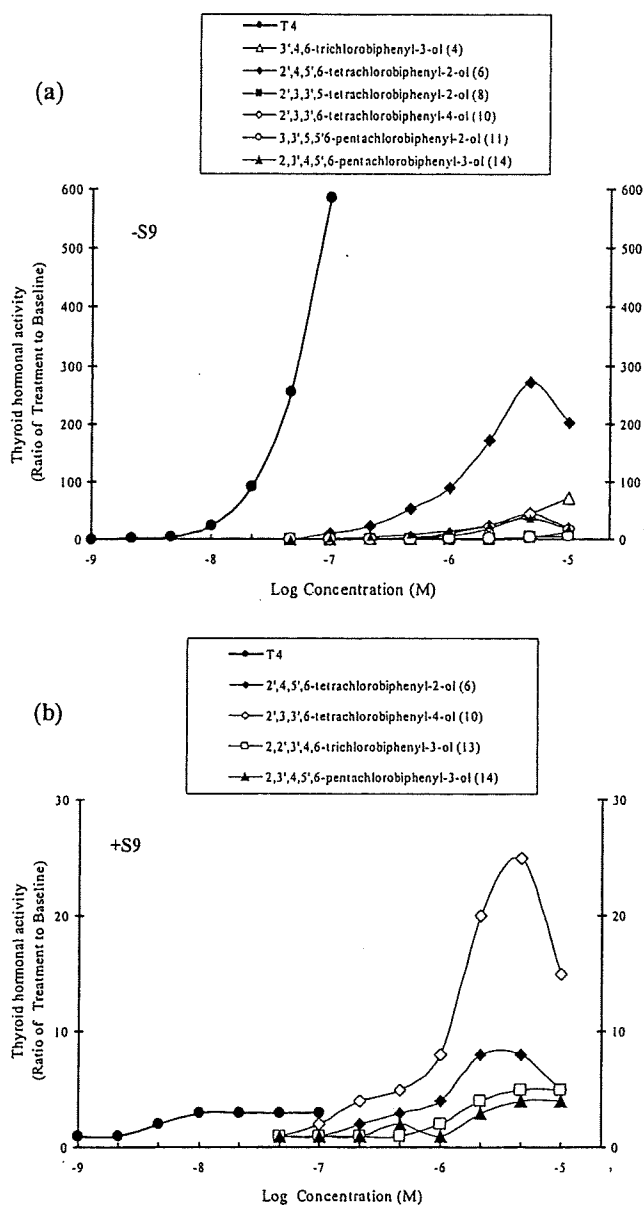 T4
3',4,6-trichlorobiphenyl-3-ol (4)
2',4,5',6-tetrachlorobiphenyl-2-ol (6)
2',3,3',5-tetrachlorobiphenyl-2-ol (8)
2',3,3',6-tetrachlorobiphenyl-4-ol (10)
3,3',5,5'6-pentachlorobiphenyl-2-ol (11)
2,3',4,5',6-pentachlorobiphenyl-3-ol (14)
(a)
-S9
Thyroid hormonal activity
(Ratio of Treatment to Baseline)
600 600
500 500
400 400
300 300
200 200
100 100
0 0
-9 -8 -7 -6 -5
Log Concentration (M)
(b)
T4
2',4,5',6-tetrachlorobiphenyl-2-ol (6)
2',3,3',6-tetrachlorobiphenyl-4-ol (10)
2,2',3',4,6-trichlorobiphenyl-3-ol (13)
2,3',4,5',6-pentachlorobiphenyl-3-ol (14)
+S9
Thyroid hormonal activity
(Ratio of Treatment to Baseline)
30 30
20 20
10 10
0 0
-9 -8 -7 -6 -5
Log Concentration (M)